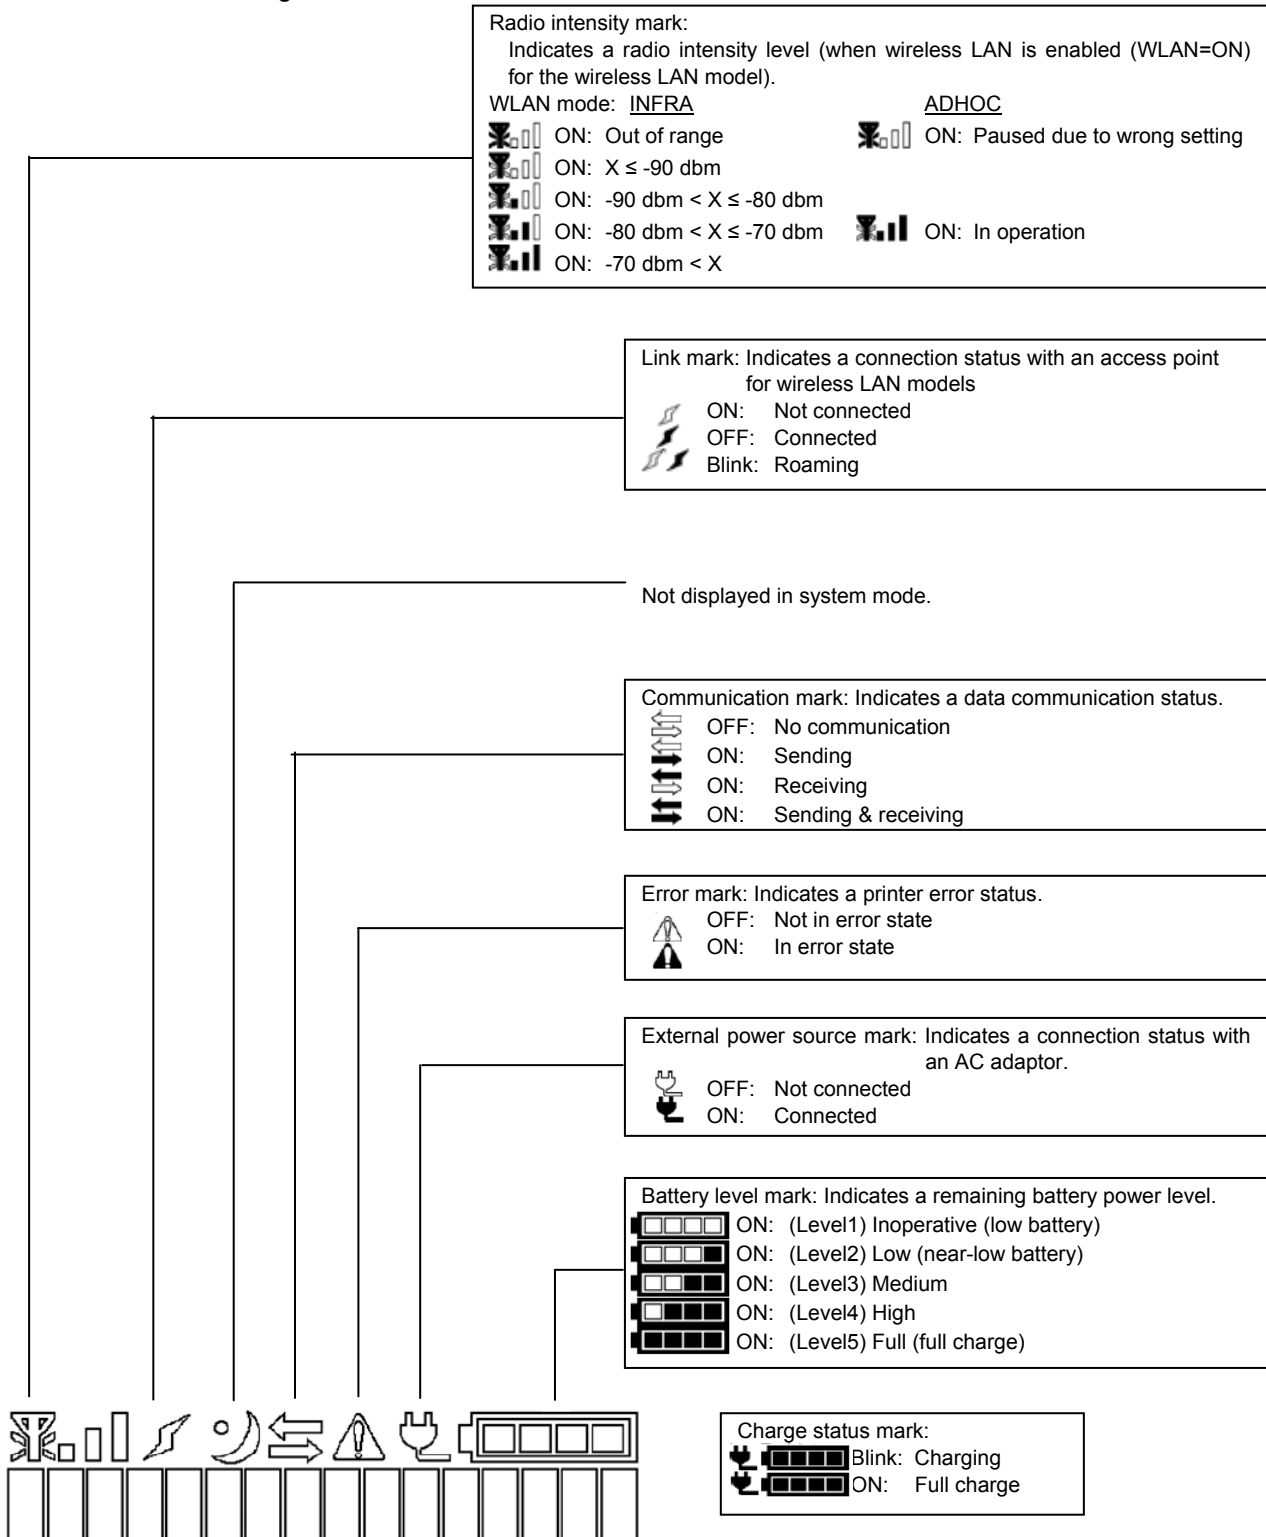 Radio intensity mark:
Indicates a radio intensity level (when wireless LAN is enabled (WLAN=ON)
for the wireless LAN model).
WLAN mode: INFRA ADHOC
ON: Out of range ON: Paused due to wrong setting
ON: X ≤ -90 dbm
ON: -90 dbm < X ≤ -80 dbm
ON: -80 dbm < X ≤ -70 dbm ON: In operation
ON: -70 dbm < X
Link mark: Indicates a connection status with an access point
for wireless LAN models
ON: Not connected
OFF: Connected
Blink: Roaming
Not displayed in system mode.
Communication mark: Indicates a data communication status.
OFF: No communication
ON: Sending
ON: Receiving
ON: Sending & receiving
Error mark: Indicates a printer error status.
OFF: Not in error state
ON: In error state
External power source mark: Indicates a connection status with
an AC adaptor.
OFF: Not connected
ON: Connected
Battery level mark: Indicates a remaining battery power level.
ON: (Level1) Inoperative (low battery)
ON: (Level2) Low (near-low battery)
ON: (Level3) Medium
ON: (Level4) High
ON: (Level5) Full (full charge)
Charge status mark:
Blink: Charging
ON: Full charge